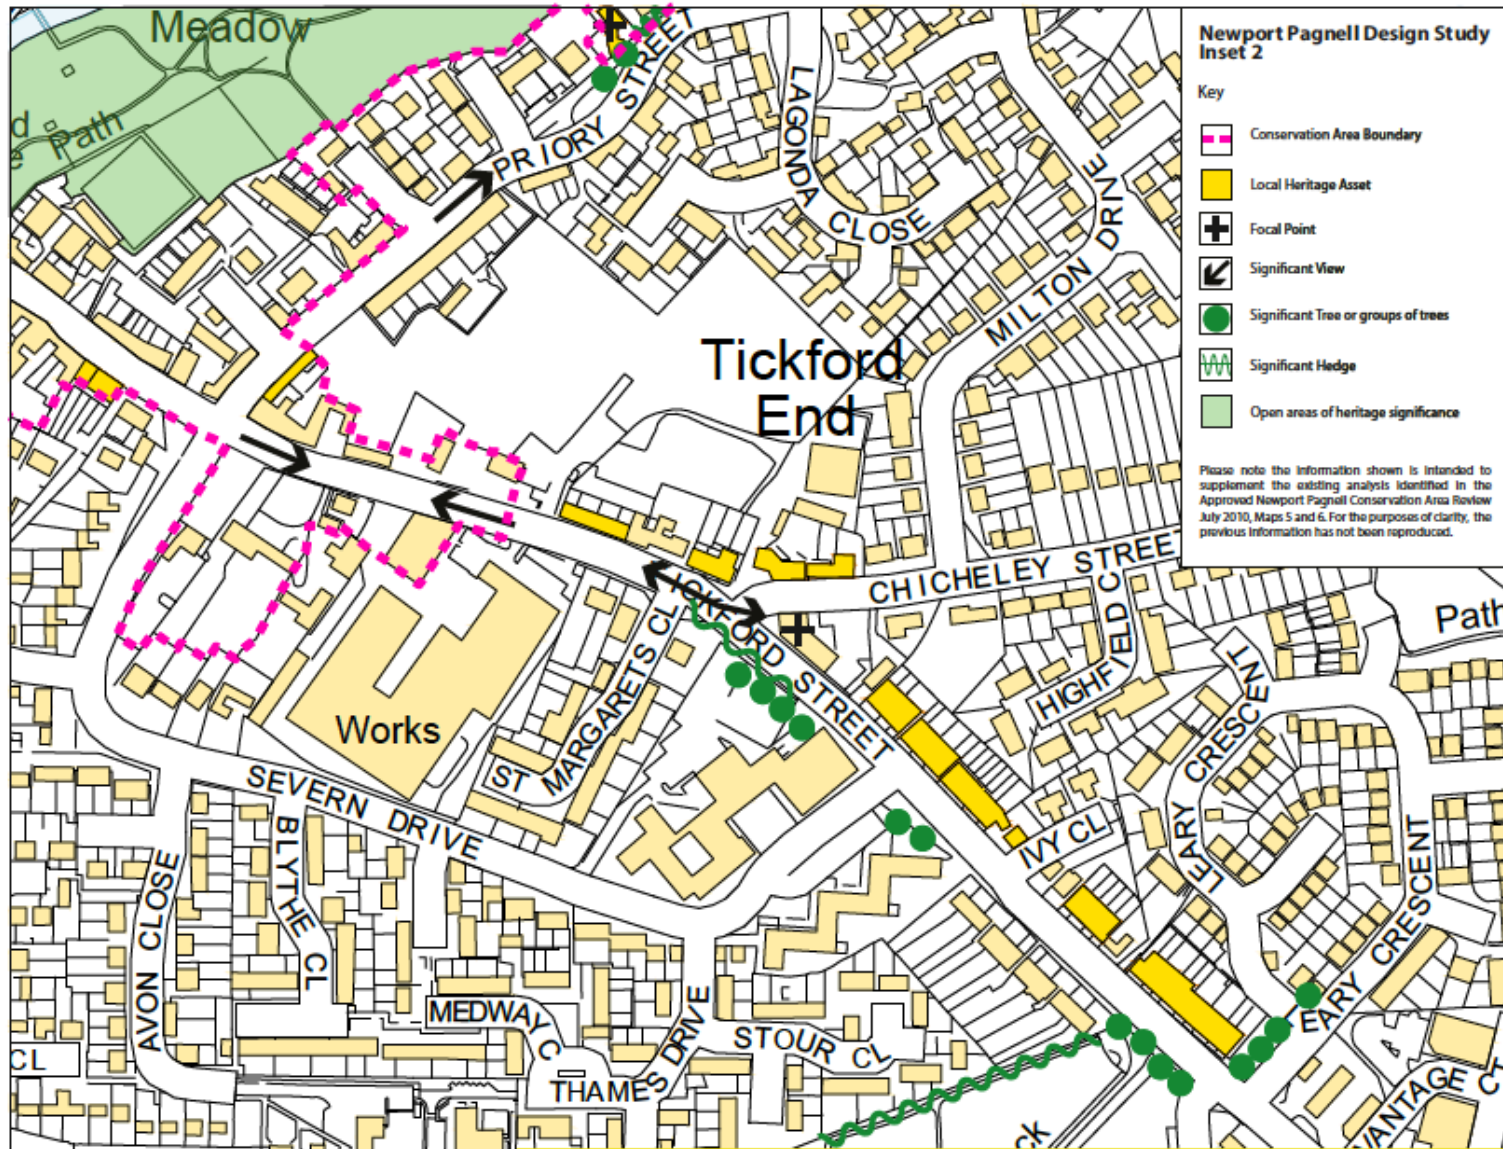 Newport Pagnell Design Study
Inset 2
Key
Conservation Area Boundary
Local Heritage Asset
Focal Point
Significant View
Significant Tree or groups of trees
Significant Hedge
Open areas of heritage significance
Please note the information shown is intended to
supplement the existing analysis identified in the
Approved Newport Pagnell Conservation Area Review
July 2010, Maps 5 and 6. For the purposes of clarity, the
previous information has not been reproduced.
Meadow
d
Path
e
PRIORY STREET
LAGONDA CLOSE
MILTON DRIVE
Tickford
End
CHICHELEY STREE
HIGHFIELD C
Path
ICKFORD STREET
ST MARGARETS CL
Works
SEVERN DRIVE
BLYTHE CL
AVON CLOSE
LEARY CRESCENT
IVY CL
EARY CRESCENT
MEDWAY C
THAMES DRIVE
STOUR CL
CL
VANTAGE CT
ck